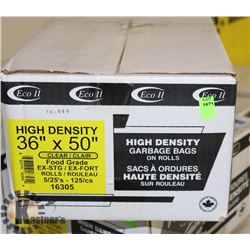 Eco II
Eco II
Eco II
Eco II
LOT
HIGH DENSITY
36" x 50"
CLEAR / CLAIR
Food Grade
EX-STG / EX-FORT
ROLLS / ROULEAU
5/25's - 125/cs
16305
HIGH DENSITY
GARBAGE BAGS
ON ROLLS
SACS À ORDURES
HAUTE DENSITÉ
SUR ROULEAU